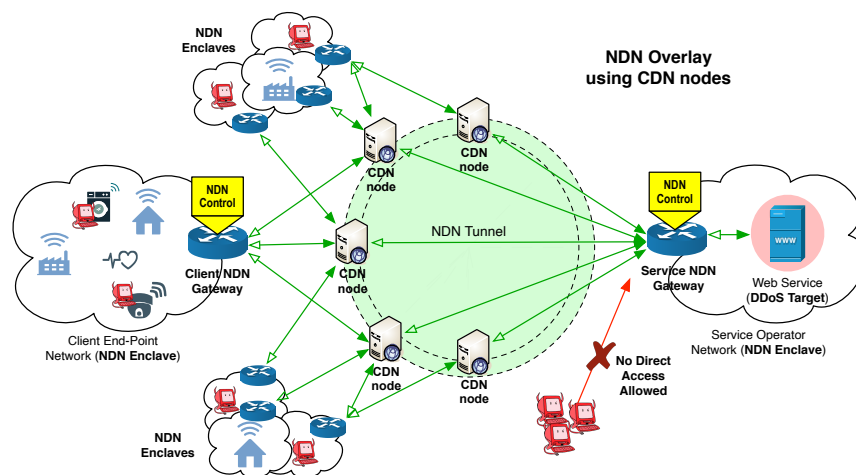 NDN
Enclaves
NDN Overlay
using CDN nodes
CDN
node
CDN
node
NDN
Control
Client NDN
Gateway
CDN
node
NDN Tunnel
NDN
Control
Service NDN
Gateway
WWW
Web Service
(DDoS Target)
Client End-Point
Network (NDN Enclave)
Service Operator
Network (NDN Enclave)
CDN
node
CDN
node
No Direct
Access
Allowed
NDN
Enclaves